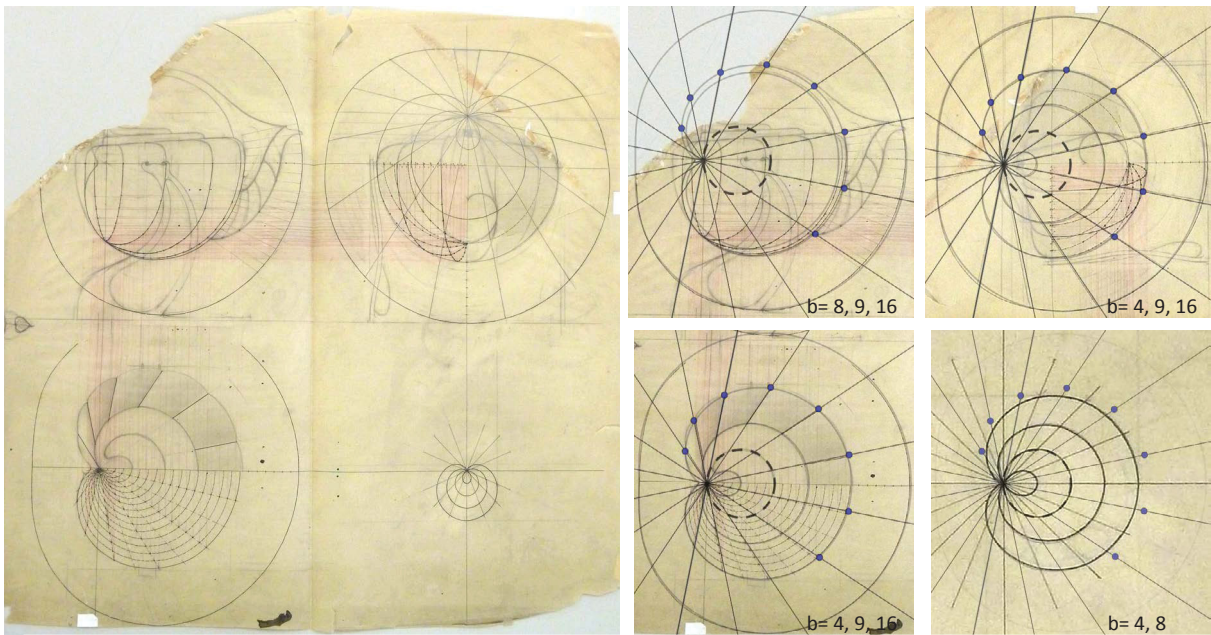 b= 8, 9, 16
b= 4, 9, 16
b= 4, 9, 16
b= 4, 8